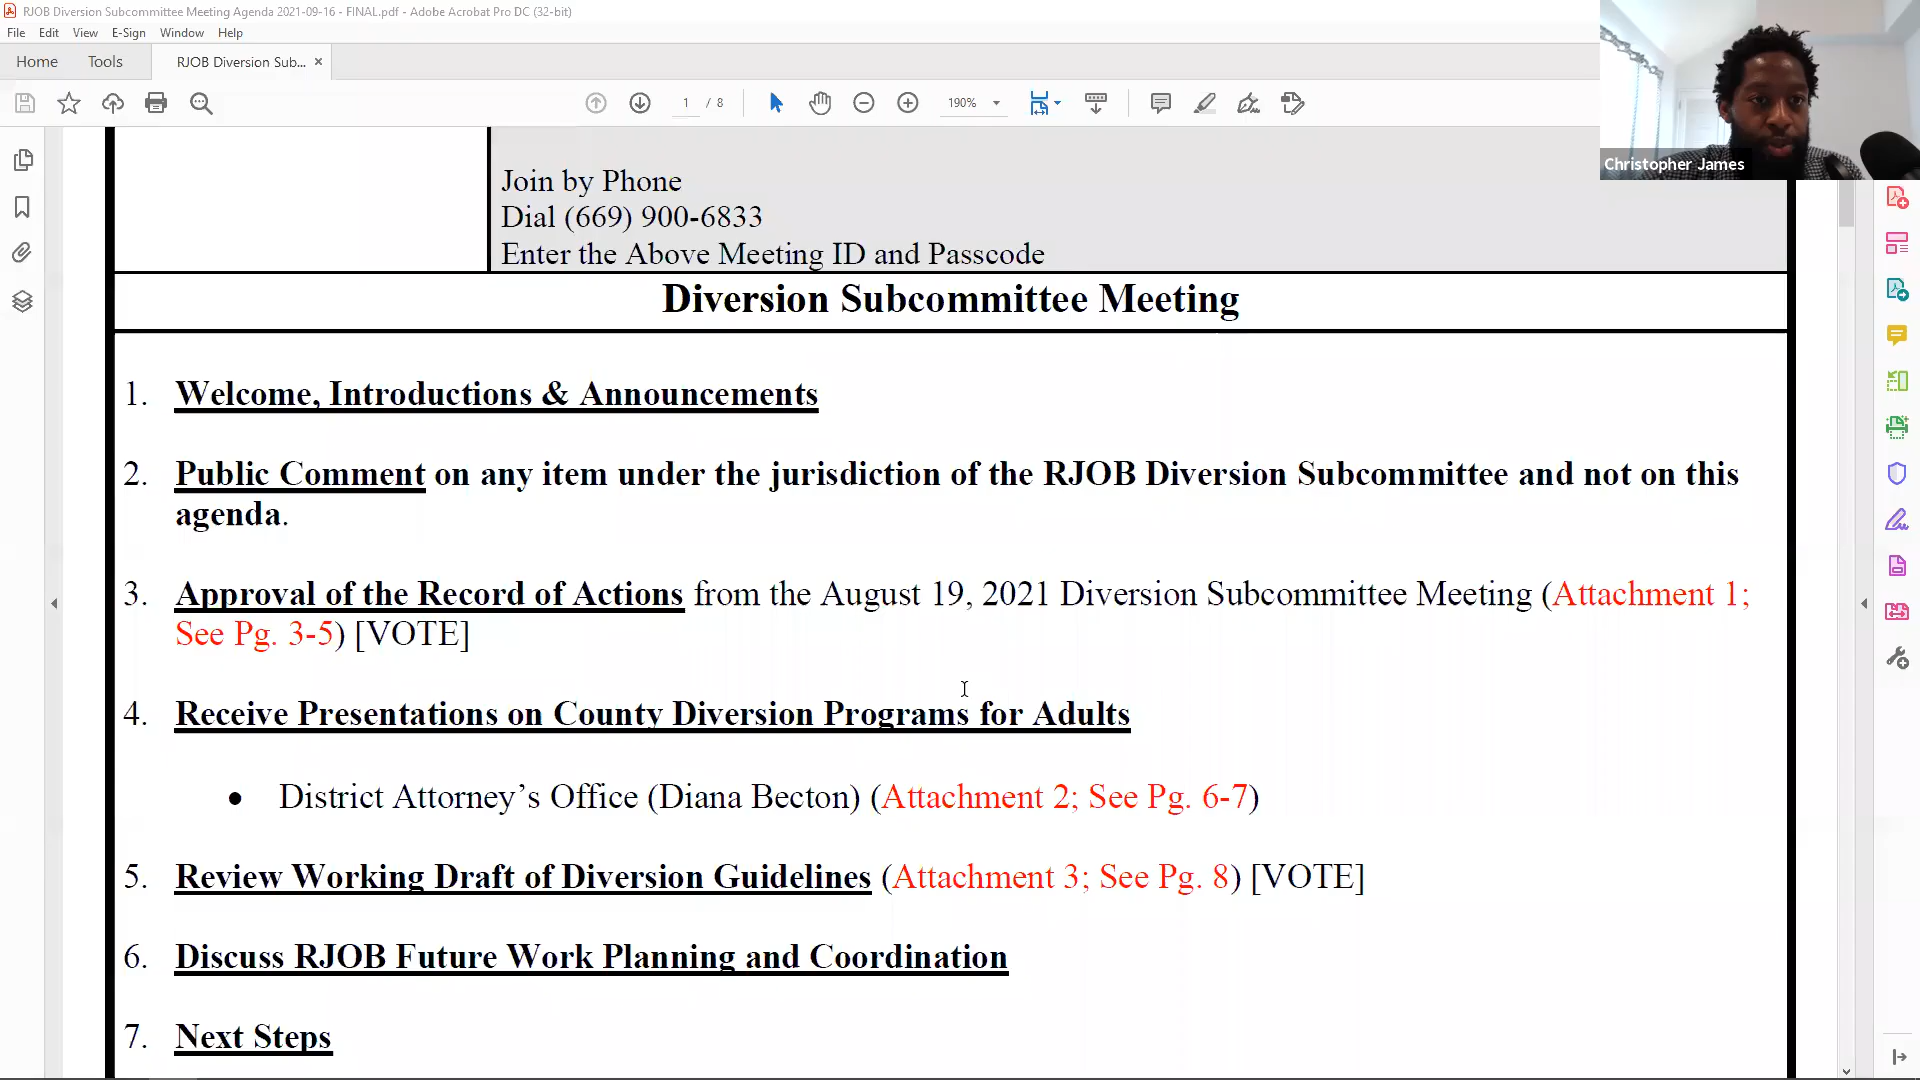 RJOB Diversion Subcommittee Meeting Agenda 2021-09-16 - FINAL.pdf - Adobe Acrobat Pro DC (32-bit)
File Edit View E-Sign Window Help
Home Tools RJOB Diversion Sub... ×
1 / 8 190%
Christopher James
Join by Phone
Dial (669) 900-6833
Enter the Above Meeting ID and Passcode
Diversion Subcommittee Meeting
1. Welcome, Introductions & Announcements
2. Public Comment on any item under the jurisdiction of the RJOB Diversion Subcommittee and not on this
agenda.
3. Approval of the Record of Actions from the August 19, 2021 Diversion Subcommittee Meeting (Attachment 1;
See Pg. 3-5) [VOTE]
4. Receive Presentations on County Diversion Programs for Adults
• District Attorney’s Office (Diana Becton) (Attachment 2; See Pg. 6-7)
5. Review Working Draft of Diversion Guidelines (Attachment 3; See Pg. 8) [VOTE]
6. Discuss RJOB Future Work Planning and Coordination
7. Next Steps